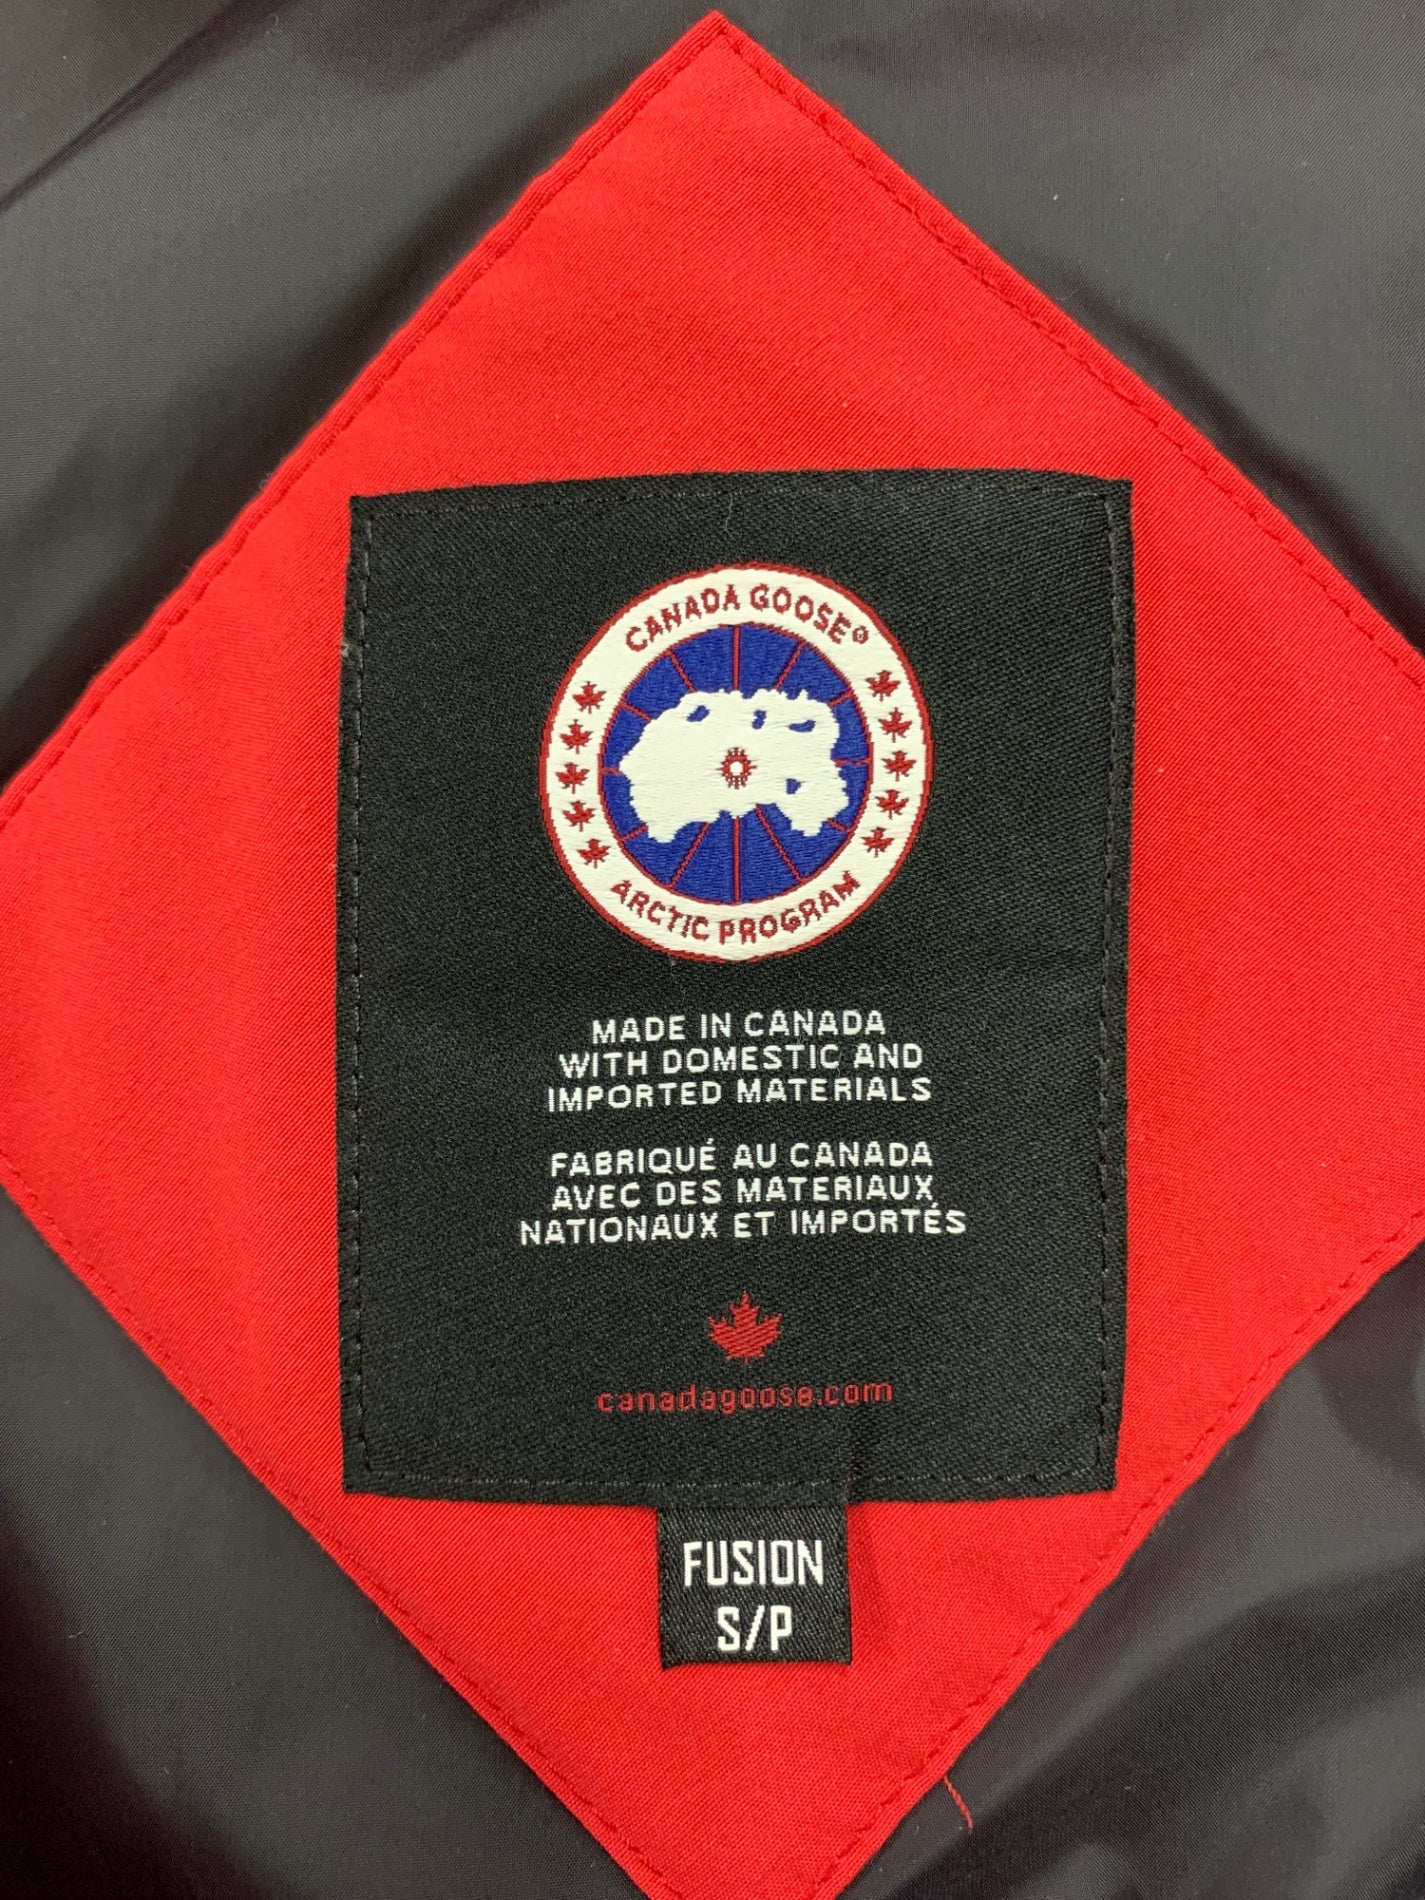 CANADA GOOSE®
ARCTIC PROGRAM
MADE IN CANADA
WITH DOMESTIC AND
IMPORTED MATERIALS
FABRIQUÉ AU CANADA
AVEC DES MATERIAUX
NATIONAUX ET IMPORTÉS
canadagoose.com
FUSION
S/P